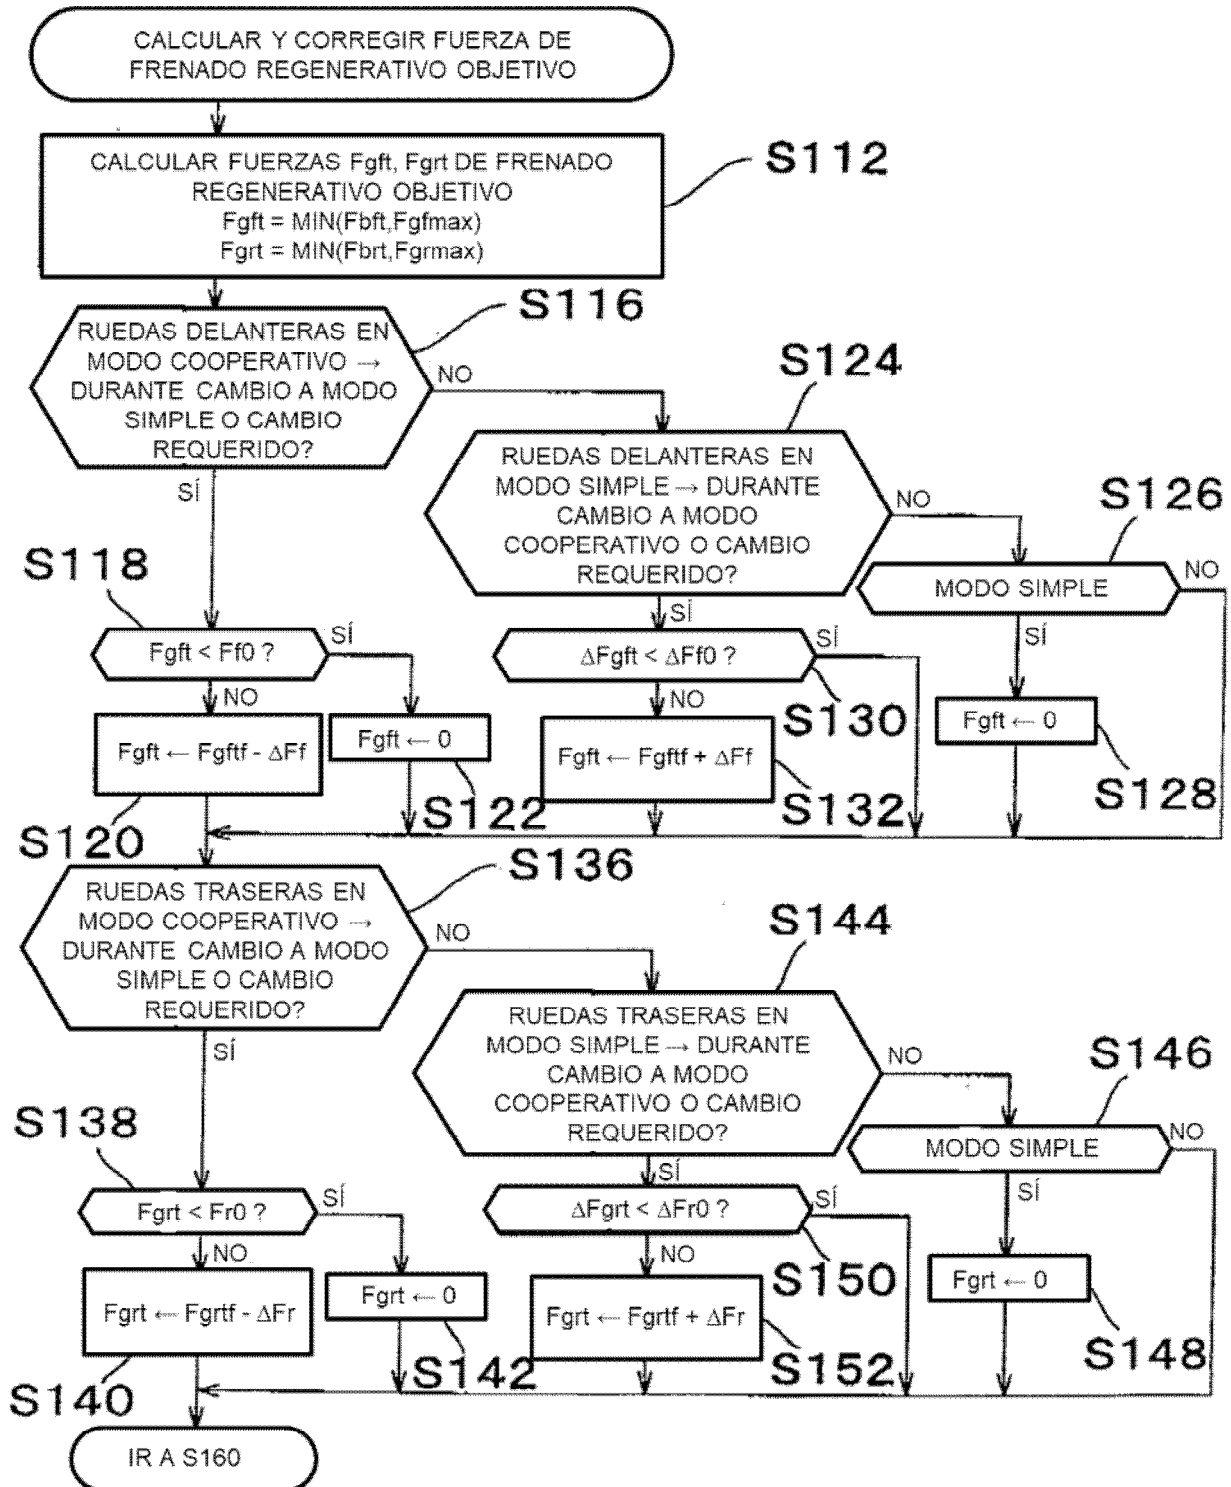 CALCULAR Y CORREGIR FUERZA DE
FRENADO REGENERATIVO OBJETIVO
CALCULAR FUERZAS Fgft, Fgrt DE FRENADO
REGENERATIVO OBJETIVO
Fgft = MIN(Fbft,Fgfmax)
Fgrt = MIN(Fbrt,Fgrmax)
S112
RUEDAS DELANTERAS EN
MODO COOPERATIVO →
DURANTE CAMBIO A MODO
SIMPLE O CAMBIO
REQUERIDO?
S116
NO
SÍ
RUEDAS DELANTERAS EN
MODO SIMPLE → DURANTE
CAMBIO A MODO
COOPERATIVO O CAMBIO
REQUERIDO?
S124
NO
SÍ
MODO SIMPLE
S126
NO
SÍ
S118
Fgft < Ff0 ?
SÍ
NO
Fgft ← Fgftf - ΔFf
S120
Fgft ← 0
S122
ΔFgft < ΔFf0 ?
SÍ
S130
NO
Fgft ← Fgftf + ΔFf
S132
Fgft ← 0
S128
RUEDAS TRASERAS EN
MODO COOPERATIVO →
DURANTE CAMBIO A MODO
SIMPLE O CAMBIO
REQUERIDO?
S136
NO
SÍ
RUEDAS TRASERAS EN
MODO SIMPLE → DURANTE
CAMBIO A MODO
COOPERATIVO O CAMBIO
REQUERIDO?
S144
NO
SÍ
MODO SIMPLE
S146
NO
SÍ
S138
Fgrt < Fr0 ?
SÍ
NO
Fgrt ← Fgrtf - ΔFr
S140
Fgrt ← 0
S142
ΔFgrt < ΔFr0 ?
SÍ
S150
NO
Fgrt ← Fgrtf + ΔFr
S152
Fgrt ← 0
S148
IR A S160